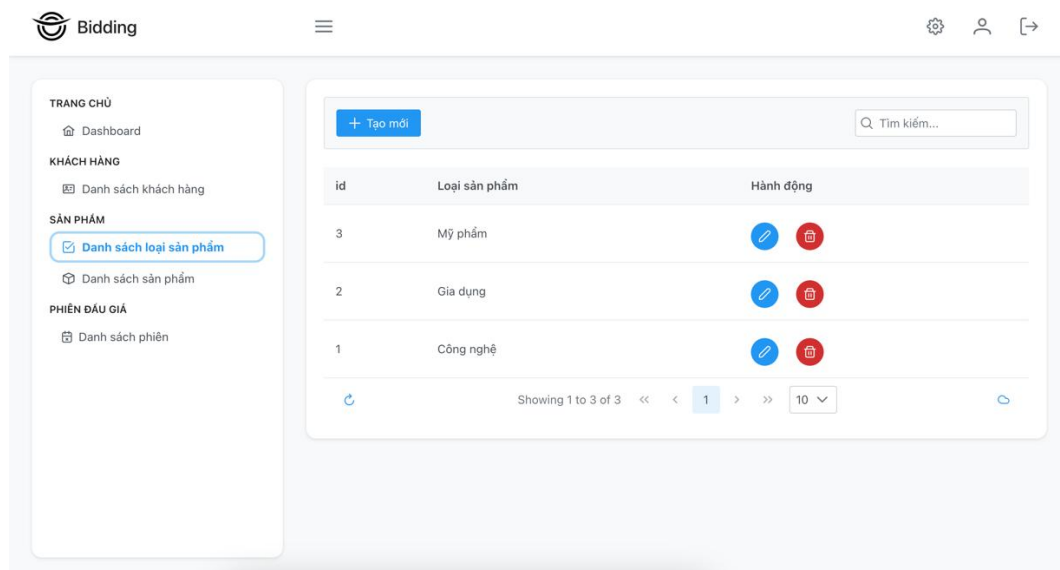 Bidding
TRANG CHỦ
Dashboard
KHÁCH HÀNG
Danh sách khách hàng
SẢN PHẨM
Danh sách loại sản phẩm
Danh sách sản phẩm
PHIÊN ĐẤU GIÁ
Danh sách phiên
+ Tạo mới
Tìm kiếm...
id Loại sản phẩm Hành động
3 Mỹ phẩm
2 Gia dụng
1 Công nghệ
Showing 1 to 3 of 3 << < 1 > >> 10